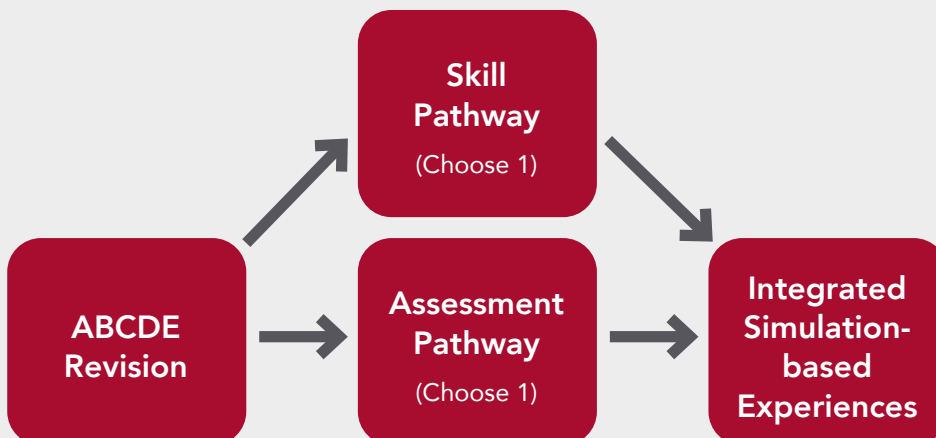 Skill
Pathway
(Choose 1)
ABCDE
Revision
Assessment
Pathway
(Choose 1)
Integrated
Simulation-
based
Experiences